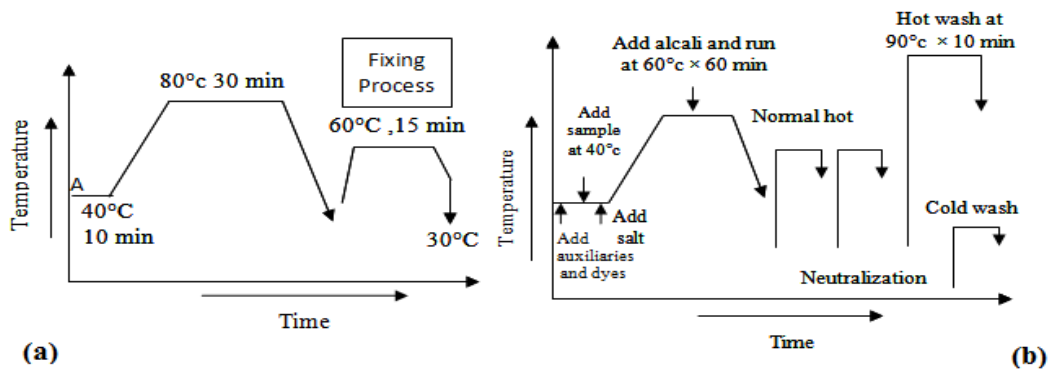 Fixing
Process
80°c 30 min
60°C ,15 min
A
40°C
10 min
30°C
Temperature
Time
(a)
Hot wash at
90°c × 10 min
Add alcali and run
at 60°c × 60 min
Add
sample
at 40°c
Normal hot
Add
salt
Add
auxiliaries
and dyes
Cold wash
Neutralization
Temperature
Time
(b)